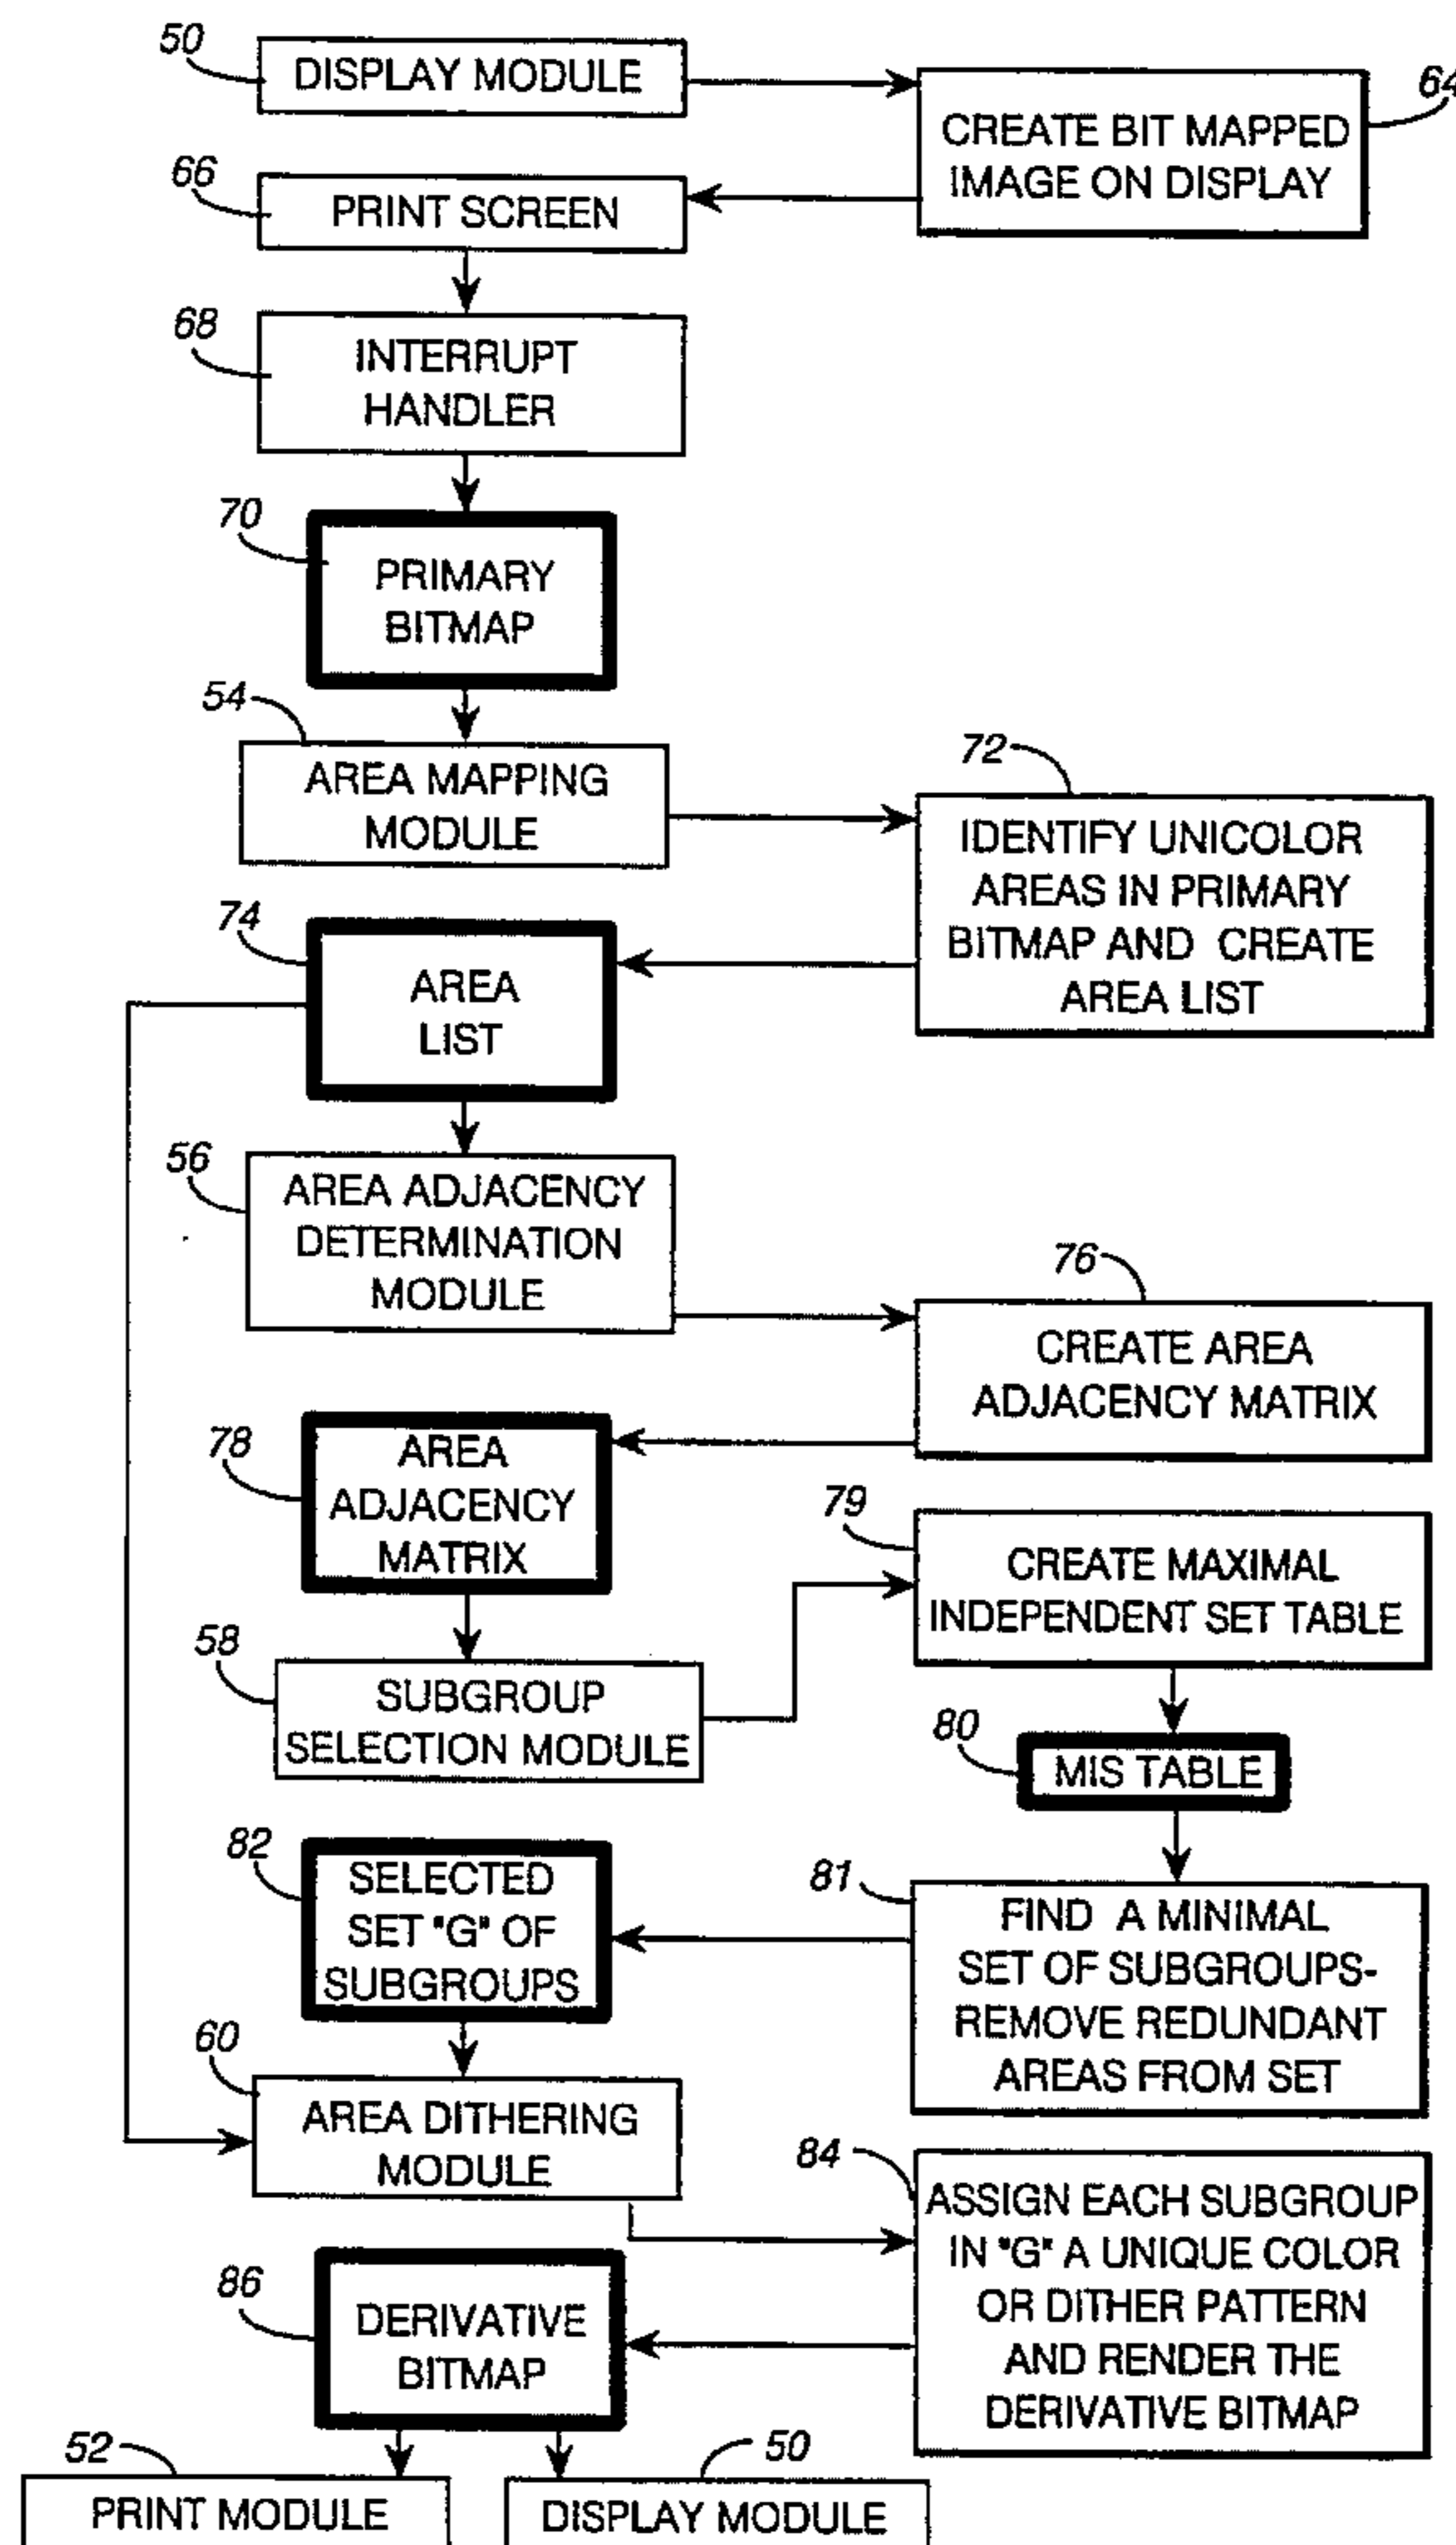 50
DISPLAY MODULE
64
CREATE BIT MAPPED
IMAGE ON DISPLAY
66
PRINT SCREEN
68
INTERRUPT
HANDLER
70
PRIMARY
BITMAP
54
AREA MAPPING
MODULE
72
IDENTIFY UNICOLOR
AREAS IN PRIMARY
BITMAP AND CREATE
AREA LIST
74
AREA
LIST
56
AREA ADJACENCY
DETERMINATION
MODULE
76
CREATE AREA
ADJACENCY MATRIX
78
AREA
ADJACENCY
MATRIX
79
CREATE MAXIMAL
INDEPENDENT SET TABLE
58
SUBGROUP
SELECTION MODULE
80
MIS TABLE
82
SELECTED
SET "G" OF
SUBGROUPS
81
FIND A MINIMAL
SET OF SUBGROUPS-
REMOVE REDUNDANT
AREAS FROM SET
60
AREA DITHERING
MODULE
84
ASSIGN EACH SUBGROUP
IN "G" A UNIQUE COLOR
OR DITHER PATTERN
AND RENDER THE
DERIVATIVE BITMAP
86
DERIVATIVE
BITMAP
52
PRINT MODULE
50
DISPLAY MODULE